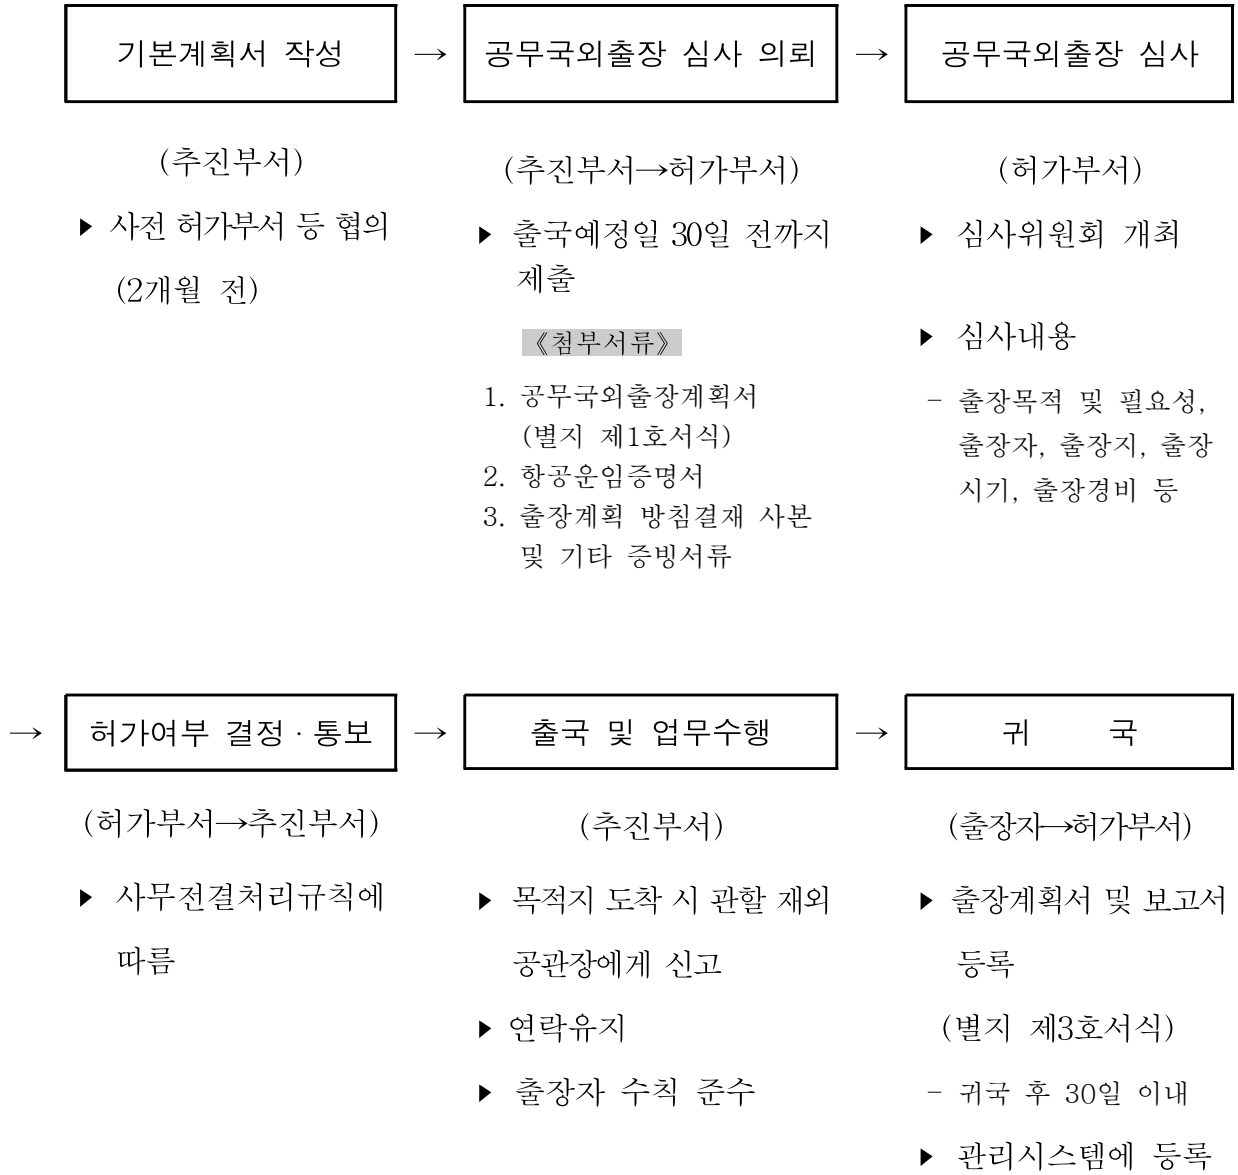 기본계획서 작성
→
공무국외출장 심사 의뢰
→
공무국외출장 심사
(추진부서)
▶ 사전 허가부서 등 협의
(2개월 전)
(추진부서→허가부서)
▶ 출국예정일 30일 전까지
제출
《첨부서류》
1. 공무국외출장계획서
(별지 제1호서식)
2. 항공운임증명서
3. 출장계획 방침결재 사본
및 기타 증빙서류
(허가부서)
▶ 심사위원회 개최
▶ 심사내용
- 출장목적 및 필요성,
출장자, 출장지, 출장
시기, 출장경비 등
→
허가여부 결정·통보
→
출국 및 업무수행
→
귀 국
(허가부서→추진부서)
▶ 사무전결처리규칙에
따름
(추진부서)
▶ 목적지 도착 시 관할 재외
공관장에게 신고
▶ 연락유지
▶ 출장자 수칙 준수
(출장자→허가부서)
▶ 출장계획서 및 보고서
등록
(별지 제3호서식)
- 귀국 후 30일 이내
▶ 관리시스템에 등록